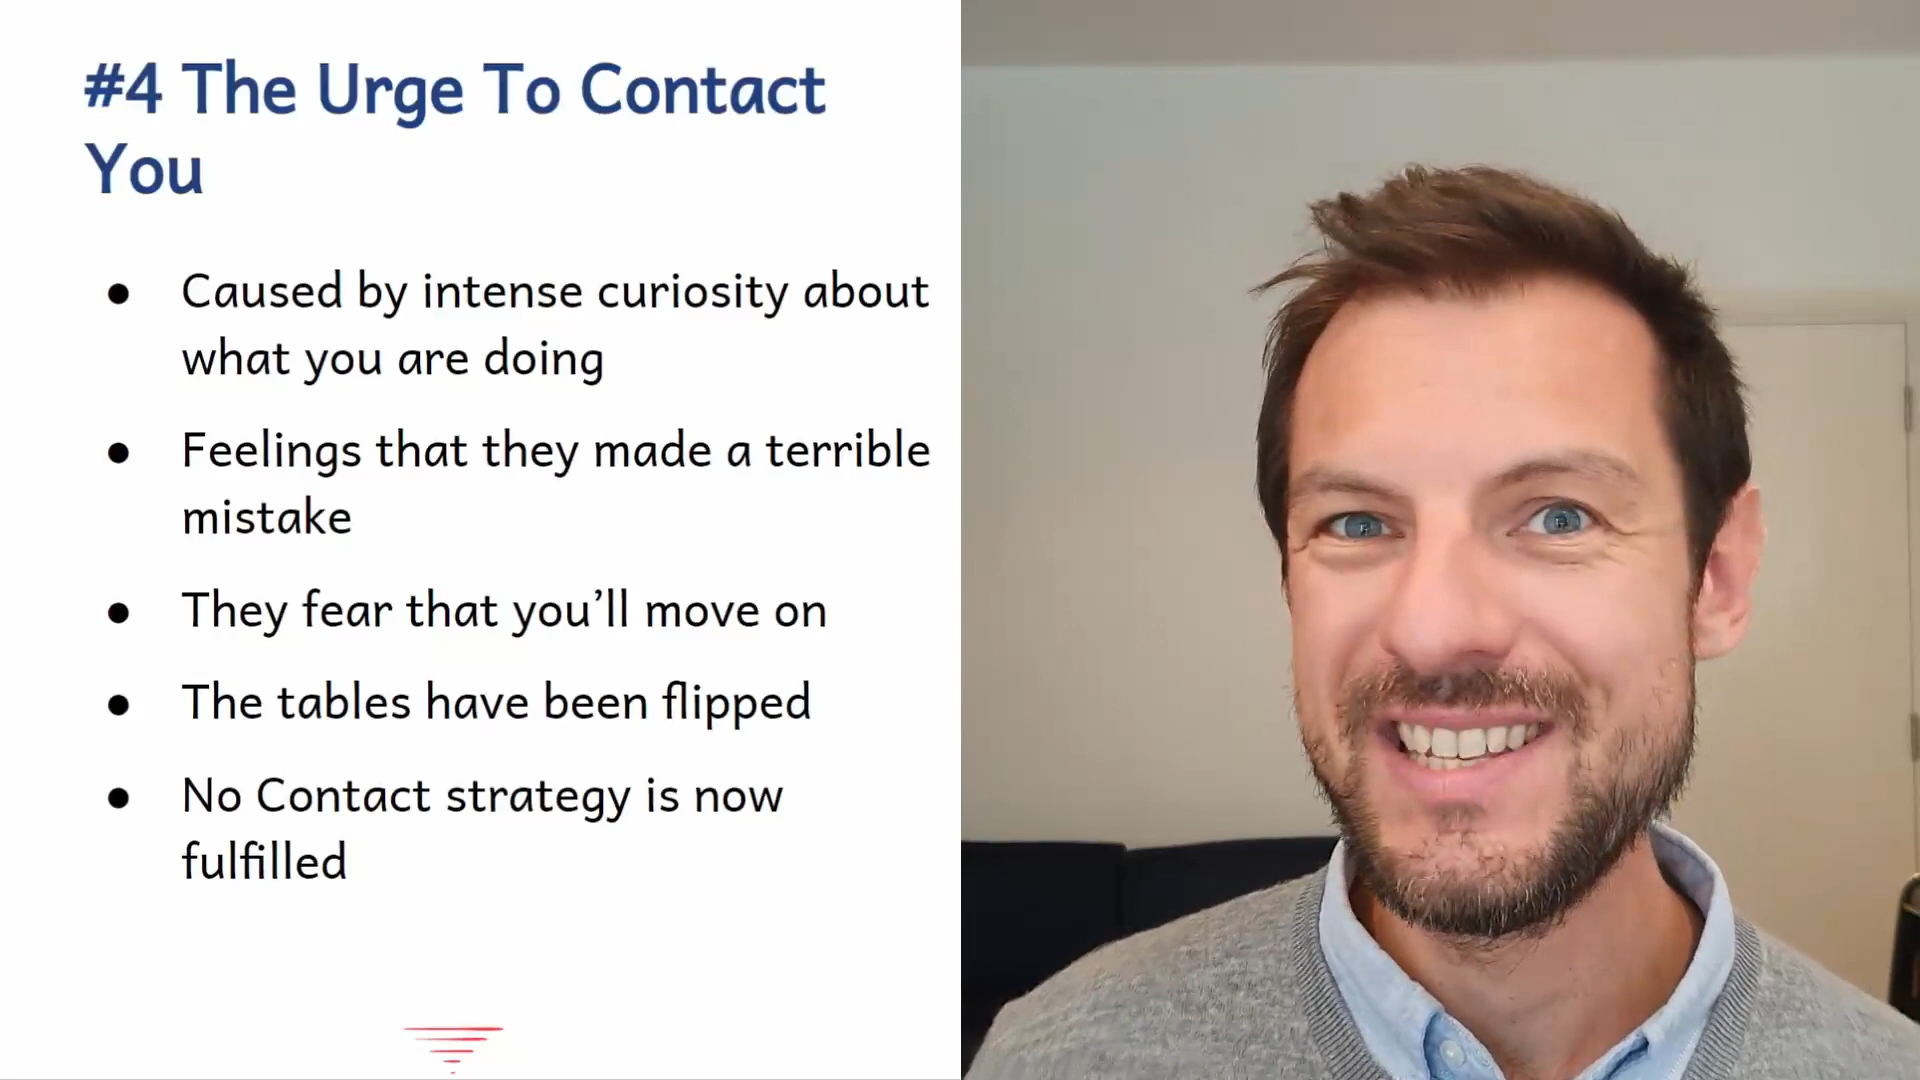 #4 The Urge To Contact
You
● Caused by intense curiosity about
what you are doing
● Feelings that they made a terrible
mistake
● They fear that you’ll move on
● The tables have been flipped
● No Contact strategy is now
fulfilled